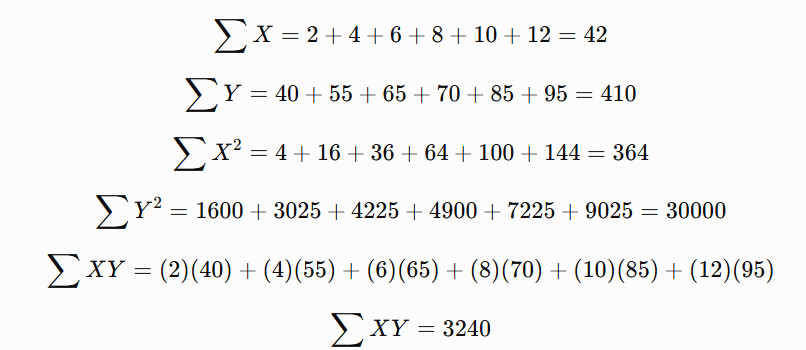 ∑ X = 2 + 4 + 6 + 8 + 10 + 12 = 42
∑ Y = 40 + 55 + 65 + 70 + 85 + 95 = 410
∑ X² = 4 + 16 + 36 + 64 + 100 + 144 = 364
∑ Y² = 1600 + 3025 + 4225 + 4900 + 7225 + 9025 = 30000
∑ XY = (2)(40) + (4)(55) + (6)(65) + (8)(70) + (10)(85) + (12)(95)
∑ XY = 3240